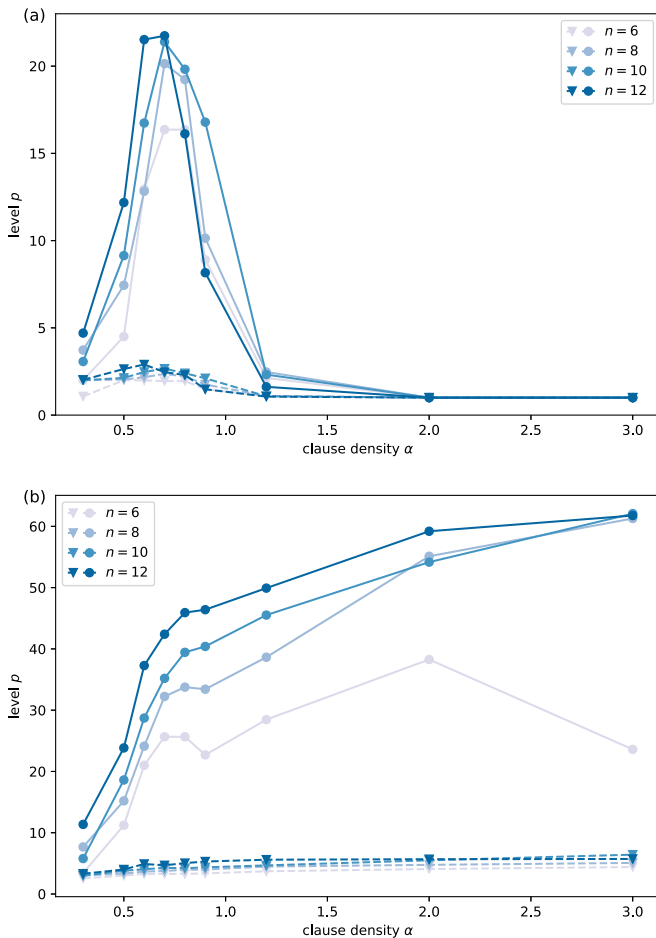 (a)
n = 6
n = 8
n = 10
n = 12
level p
20
15
10
5
0
0.5 1.0 1.5 2.0 2.5 3.0
clause density α
(b)
n = 6
n = 8
n = 10
n = 12
level p
60
50
40
30
20
10
0
0.5 1.0 1.5 2.0 2.5 3.0
clause density α